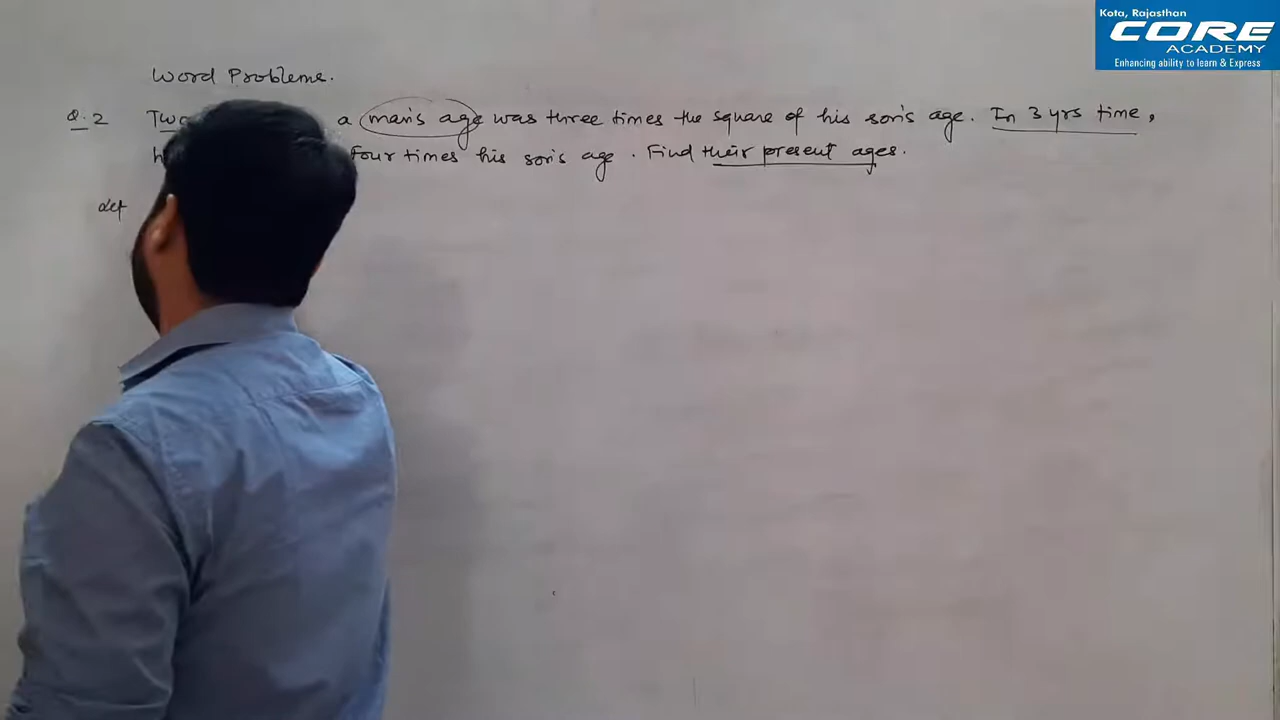 Kota, Rajasthan
CORE
ACADEMY
Enhancing ability to learn & Express
Word Problems.
Q.2 Two a man's age was three times the square of his son's age. In 3 yrs time,
four times his son's age. Find their present ages.
let